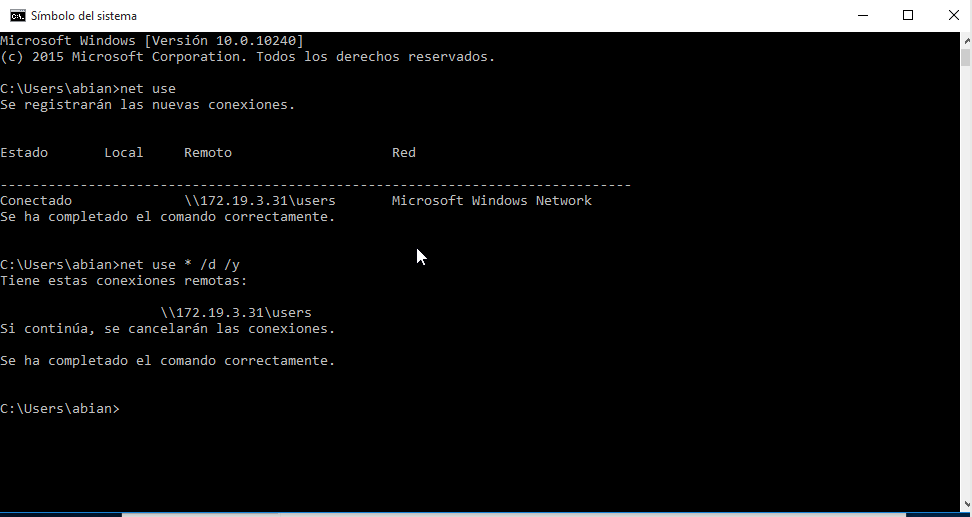 Símbolo del sistema
Microsoft Windows [Versión 10.0.10240]
(c) 2015 Microsoft Corporation. Todos los derechos reservados.
C:\Users\abian>net use
Se registrarán las nuevas conexiones.
Estado Local Remoto Red
-------------------------------------------------------------------------------
Conectado \\172.19.3.31\users Microsoft Windows Network
Se ha completado el comando correctamente.
C:\Users\abian>net use * /d /y
Tiene estas conexiones remotas:
\\172.19.3.31\users
Si continúa, se cancelarán las conexiones.
Se ha completado el comando correctamente.
C:\Users\abian>